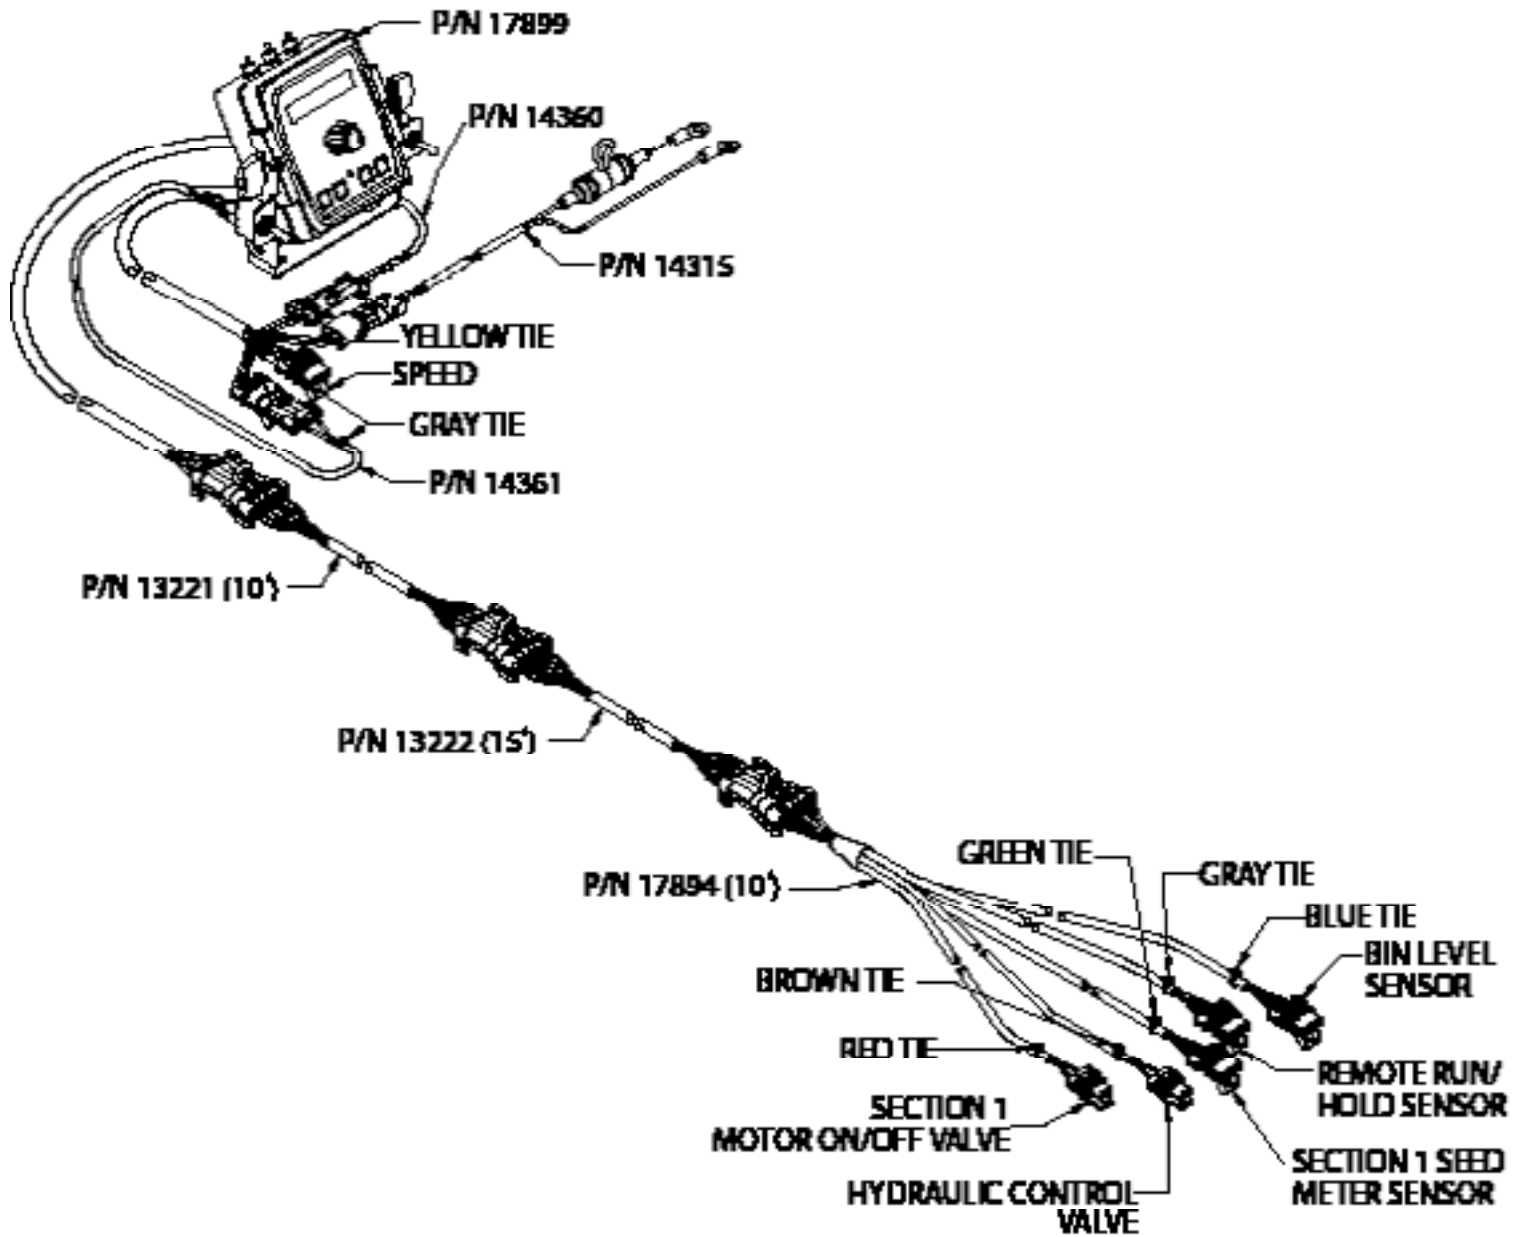 P/N 17899
P/N 14360
P/N 14315
YELLOW TIE
SPEED
GRAY TIE
P/N 14361
P/N 13221 (10')
P/N 13222 (15')
P/N 17894 (10')
GREEN TIE
GRAY TIE
BLUE TIE
BIN LEVEL
SENSOR
BROWN TIE
RED TIE
REMOTE RUN/
HOLD SENSOR
SECTION 1
MOTOR ON/OFF VALVE
SECTION 1 SEED
METER SENSOR
HYDRAULIC CONTROL
VALVE